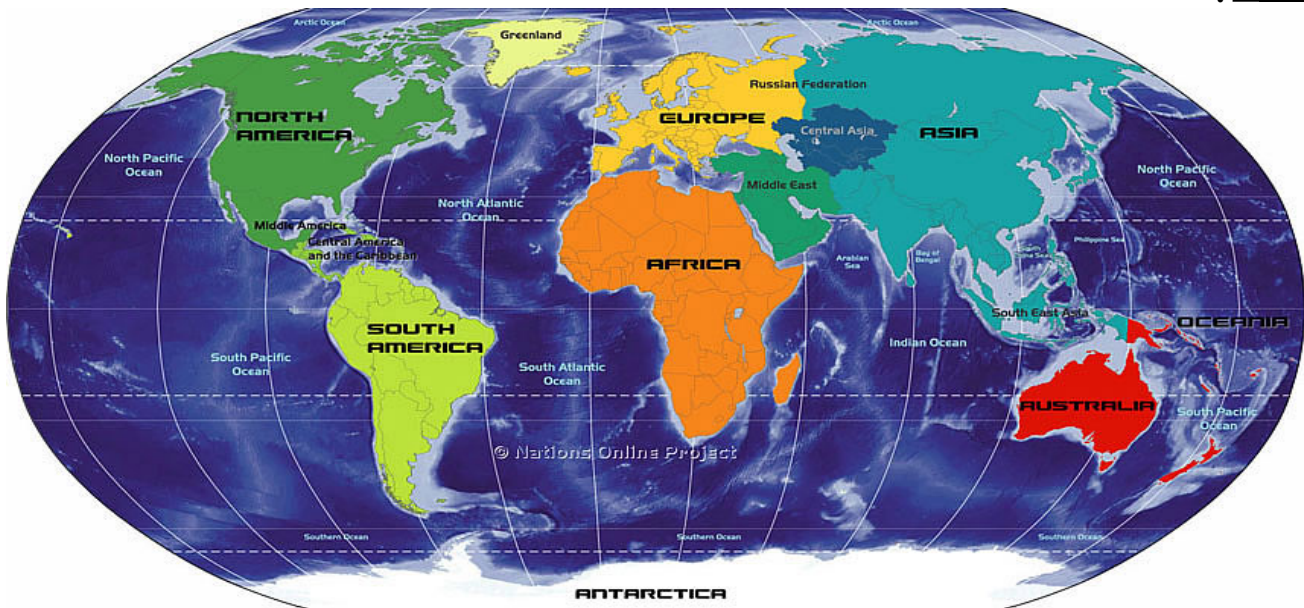 Arctic Ocean
Arctic Ocean
Greenland
Russian Federation
NORTH
AMERICA
EUROPE
Central Asia
ASIA
North Pacific
Ocean
North Pacific
Ocean
Middle East
North Atlantic
Ocean
Middle America
Central America
and the Caribbean
Philippine Sea
South
China Sea
Bay of
Bengal
Arabian
Sea
AFRICA
South East Asia
OCEANIA
SOUTH
AMERICA
Indian Ocean
South Pacific
Ocean
South Atlantic
Ocean
AUSTRALIA
South Pacific
Ocean
© Nations Online Project
Southern Ocean
Southern Ocean
Southern Ocean
ANTARCTICA